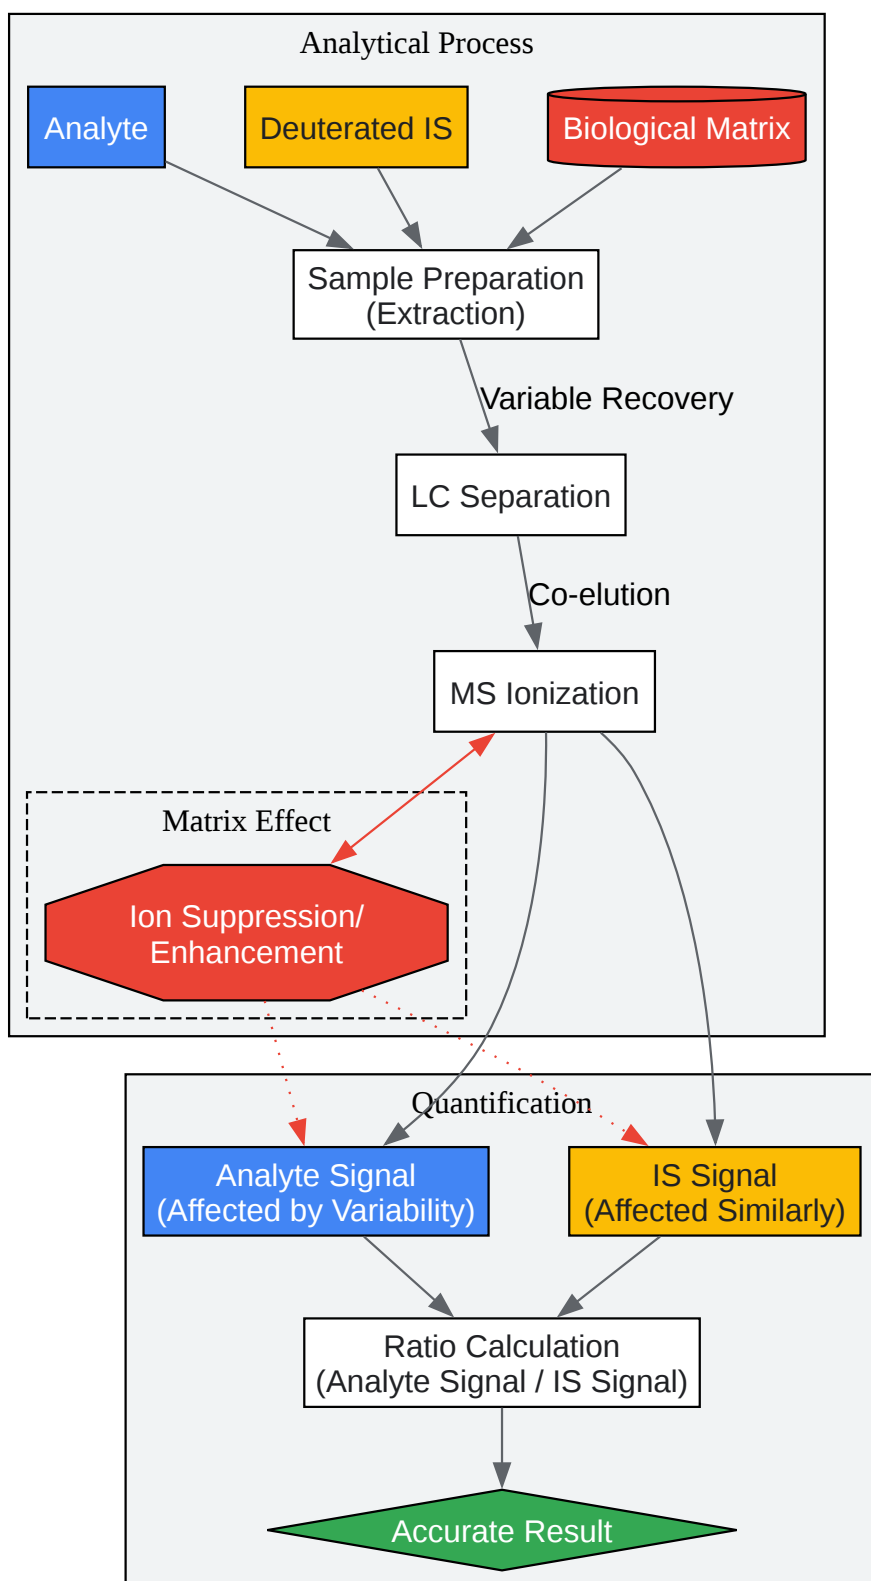 Analytical Process
Analyte
Deuterated IS
Biological Matrix
Sample Preparation
(Extraction)
Variable Recovery
LC Separation
Co-elution
MS Ionization
Matrix Effect
Ion Suppression/
Enhancement
Quantification
Analyte Signal
(Affected by Variability)
IS Signal
(Affected Similarly)
Ratio Calculation
(Analyte Signal / IS Signal)
Accurate Result